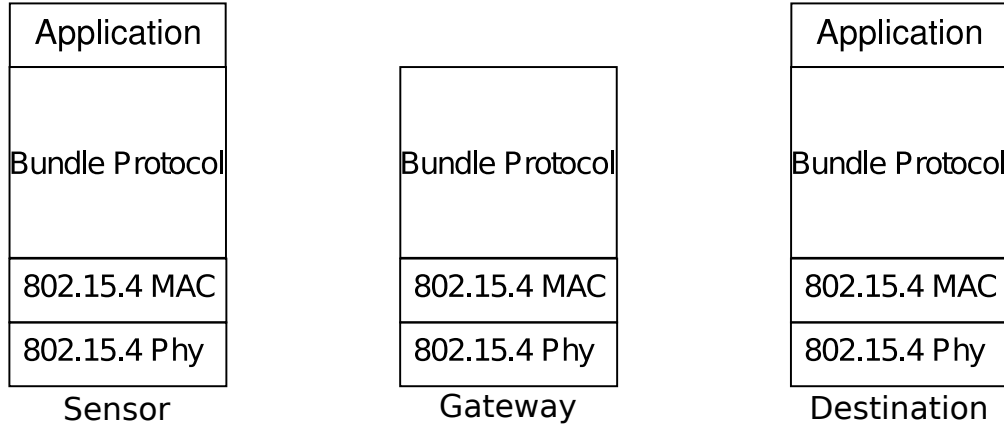 Application
Bundle Protocol
802.15.4 MAC
802.15.4 Phy
Sensor
Bundle Protocol
802.15.4 MAC
802.15.4 Phy
Gateway
Application
Bundle Protocol
802.15.4 MAC
802.15.4 Phy
Destination